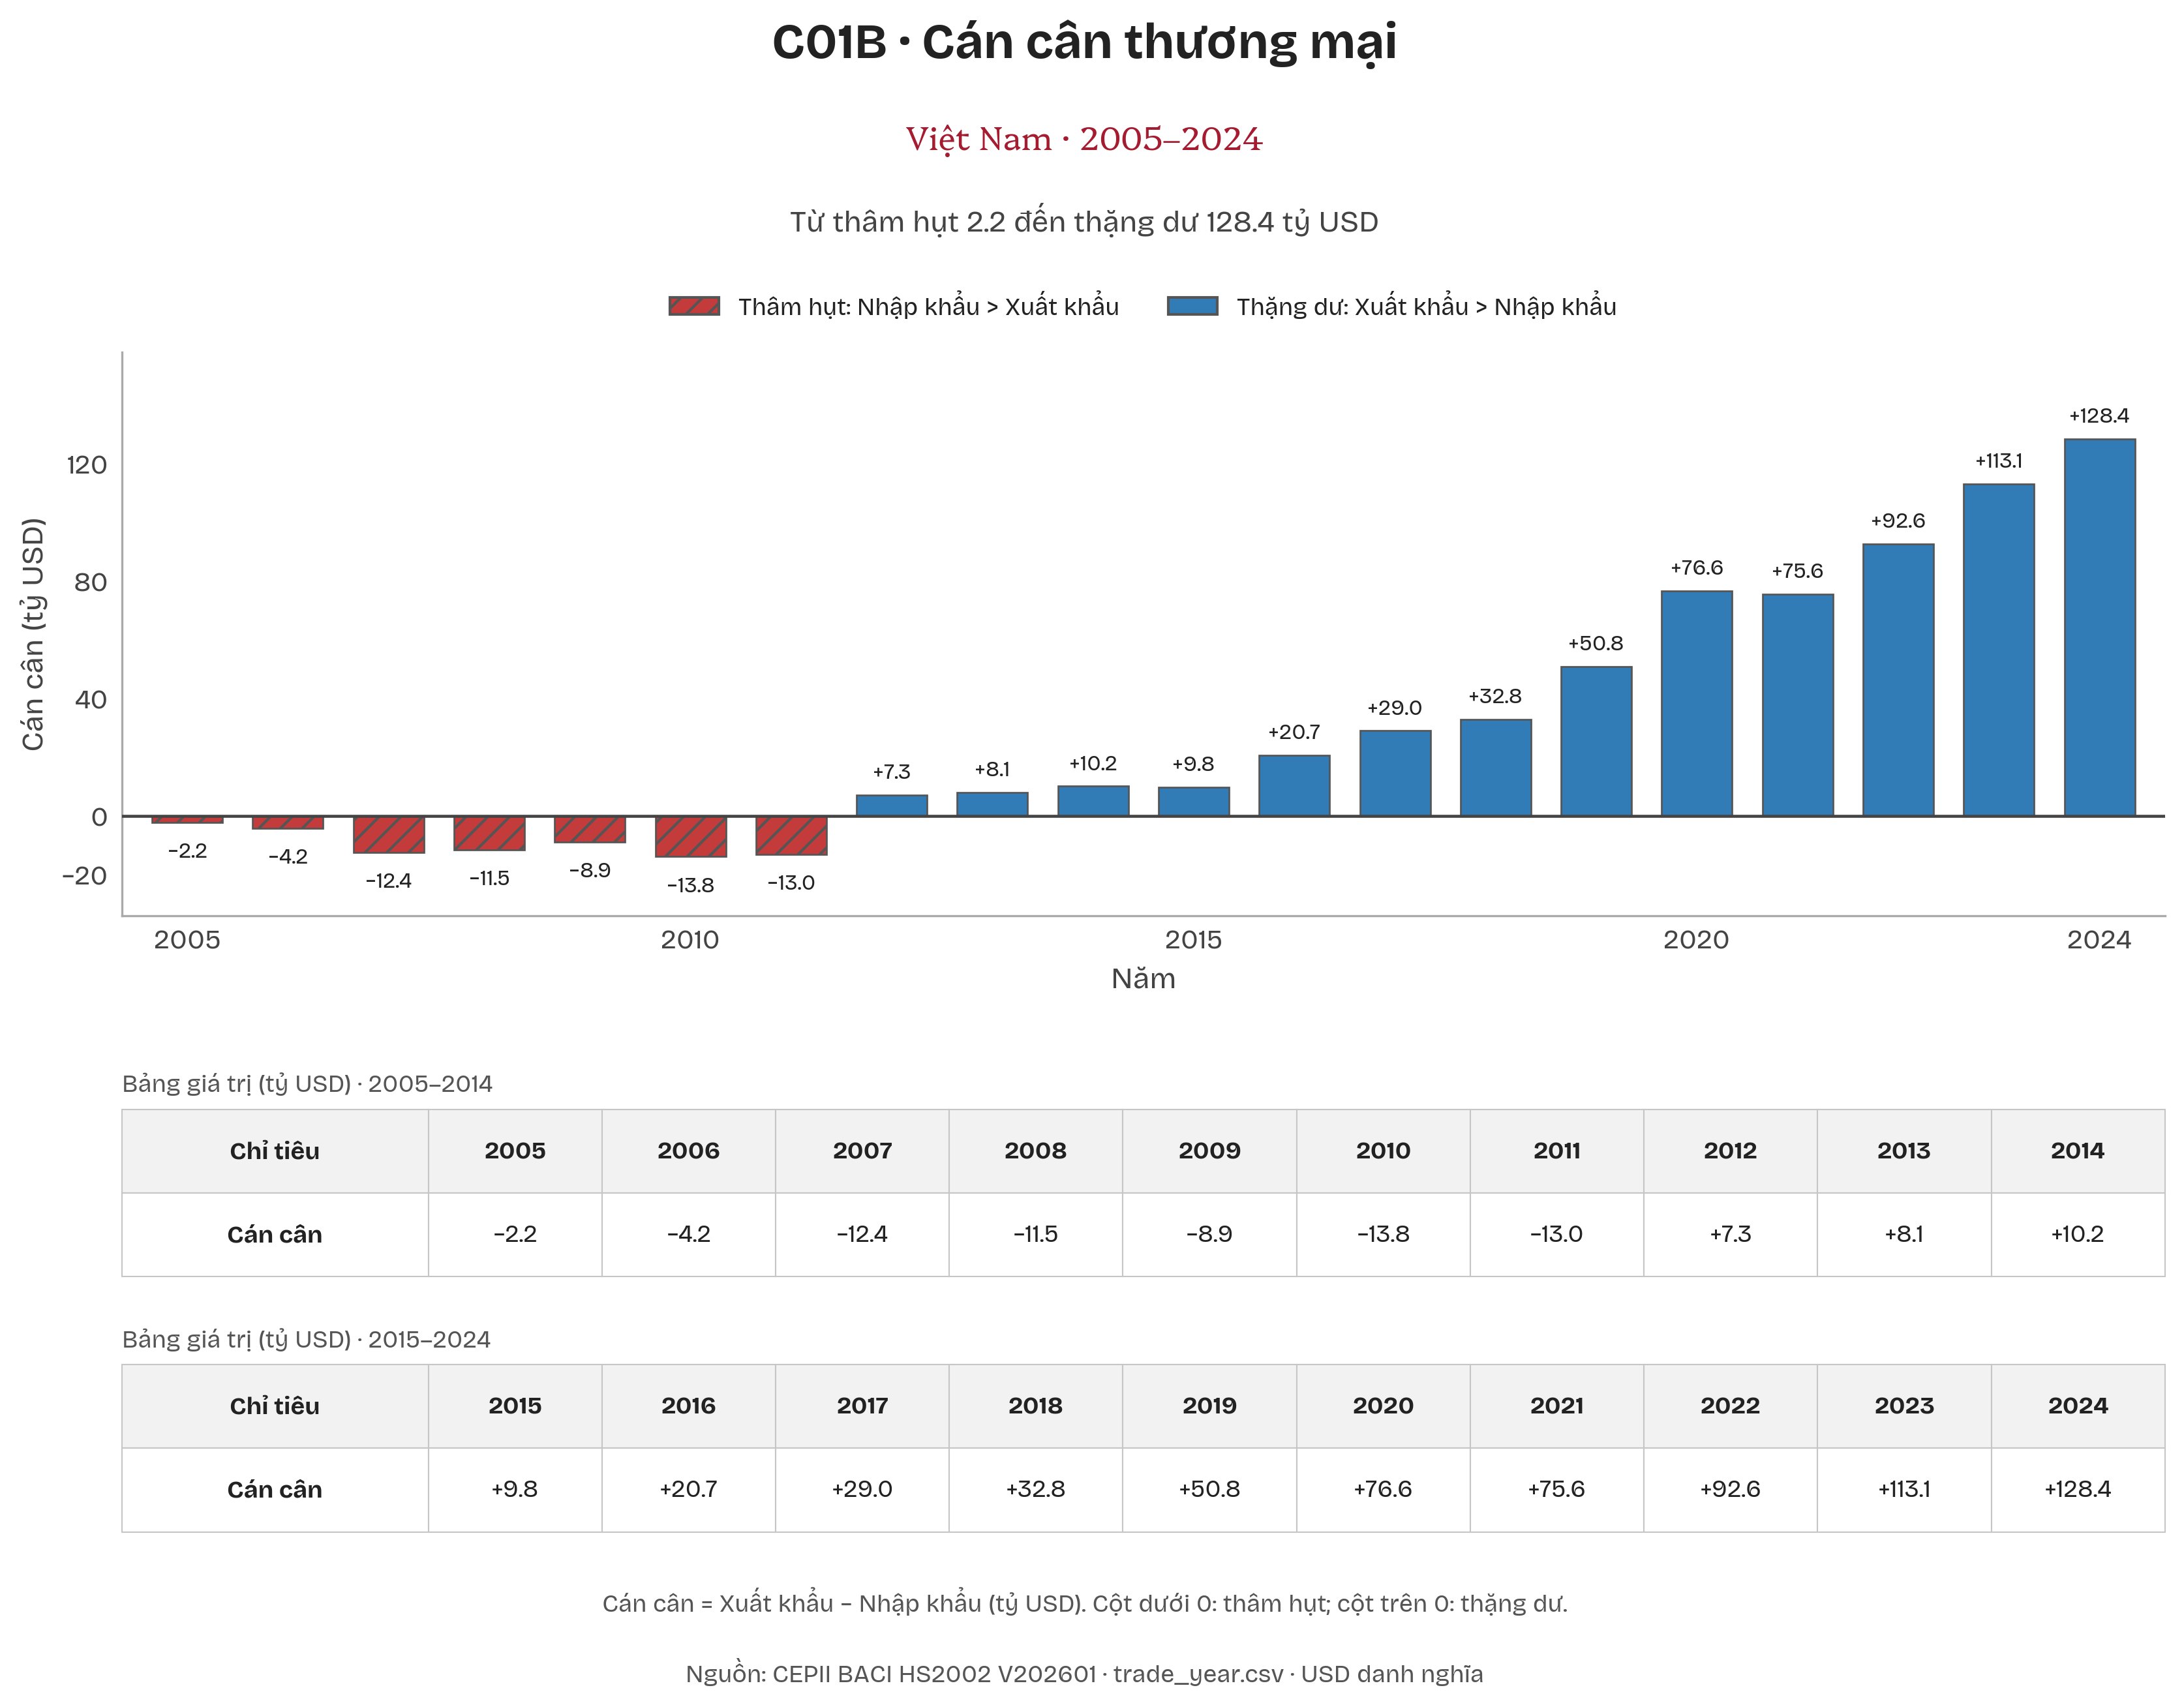 C01B · Cán cân thương mại
Việt Nam · 2005–2024
Từ thâm hụt 2.2 đến thặng dư 128.4 tỷ USD
Thâm hụt: Nhập khẩu > Xuất khẩu
Thặng dư: Xuất khẩu > Nhập khẩu
Cán cân (tỷ USD)
120
80
40
0
−20
−2.2
−4.2
−12.4
−11.5
−8.9
−13.8
−13.0
+7.3
+8.1
+10.2
+9.8
+20.7
+29.0
+32.8
+50.8
+76.6
+75.6
+92.6
+113.1
+128.4
2005 2010 2015 2020 2024
Năm
Bảng giá trị (tỷ USD) · 2005–2014
Chỉ tiêu 2005 2006 2007 2008 2009 2010 2011 2012 2013 2014
Cán cân −2.2 −4.2 −12.4 −11.5 −8.9 −13.8 −13.0 +7.3 +8.1 +10.2
Bảng giá trị (tỷ USD) · 2015–2024
Chỉ tiêu 2015 2016 2017 2018 2019 2020 2021 2022 2023 2024
Cán cân +9.8 +20.7 +29.0 +32.8 +50.8 +76.6 +75.6 +92.6 +113.1 +128.4
Cán cân = Xuất khẩu − Nhập khẩu (tỷ USD). Cột dưới 0: thâm hụt; cột trên 0: thặng dư.
Nguồn: CEPII BACI HS2002 V202601 · trade_year.csv · USD danh nghĩa